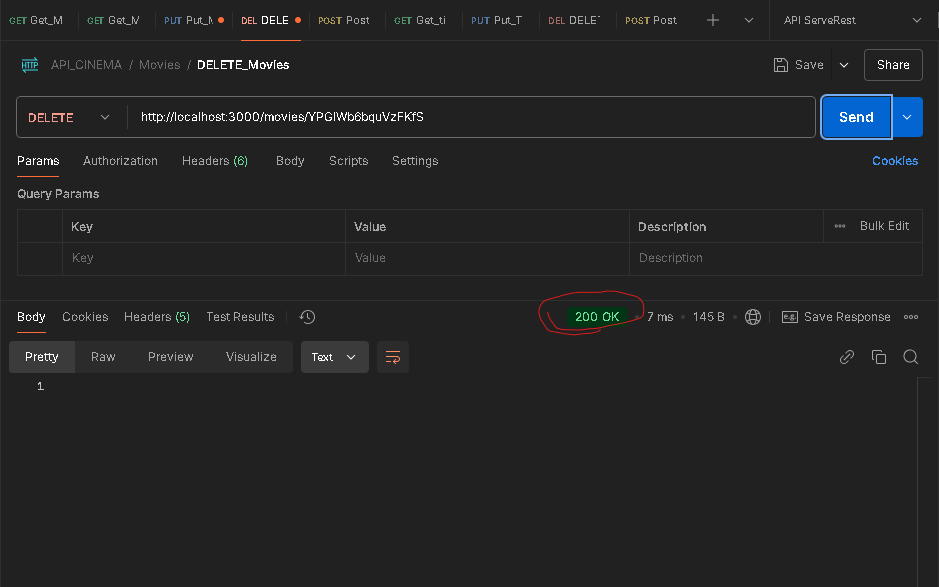 GET Get_M GET Get_M PUT Put_M DEL DELE POST Post GET Get_ti PUT Put_T DEL DELET POST Post API ServeRest
HTTP API_CINEMA / Movies / DELETE_Movies Save Share
DELETE http://localhost:3000/movies/YPGlWb6bquVzFKfS Send
Params Authorization Headers (6) Body Scripts Settings Cookies
Query Params
Key Value Description Bulk Edit
Key Value Description
Body Cookies Headers (5) Test Results 200 OK 7 ms 145 B e.g. Save Response
Pretty Raw Preview Visualize Text
1